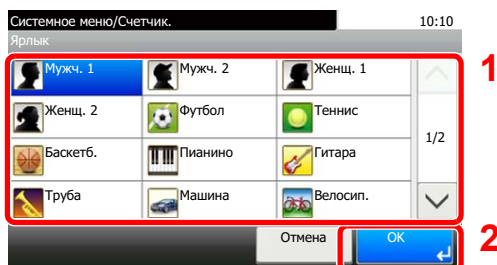 Системное меню/Счетчик. 10:10
Ярлык
Мужч. 1 Мужч. 2 Женщ. 1
1
Женщ. 2 Футбол Теннис
1/2
Баскетб. Пианино Гитара
Труба Машина Велосип.
Отмена OK
2